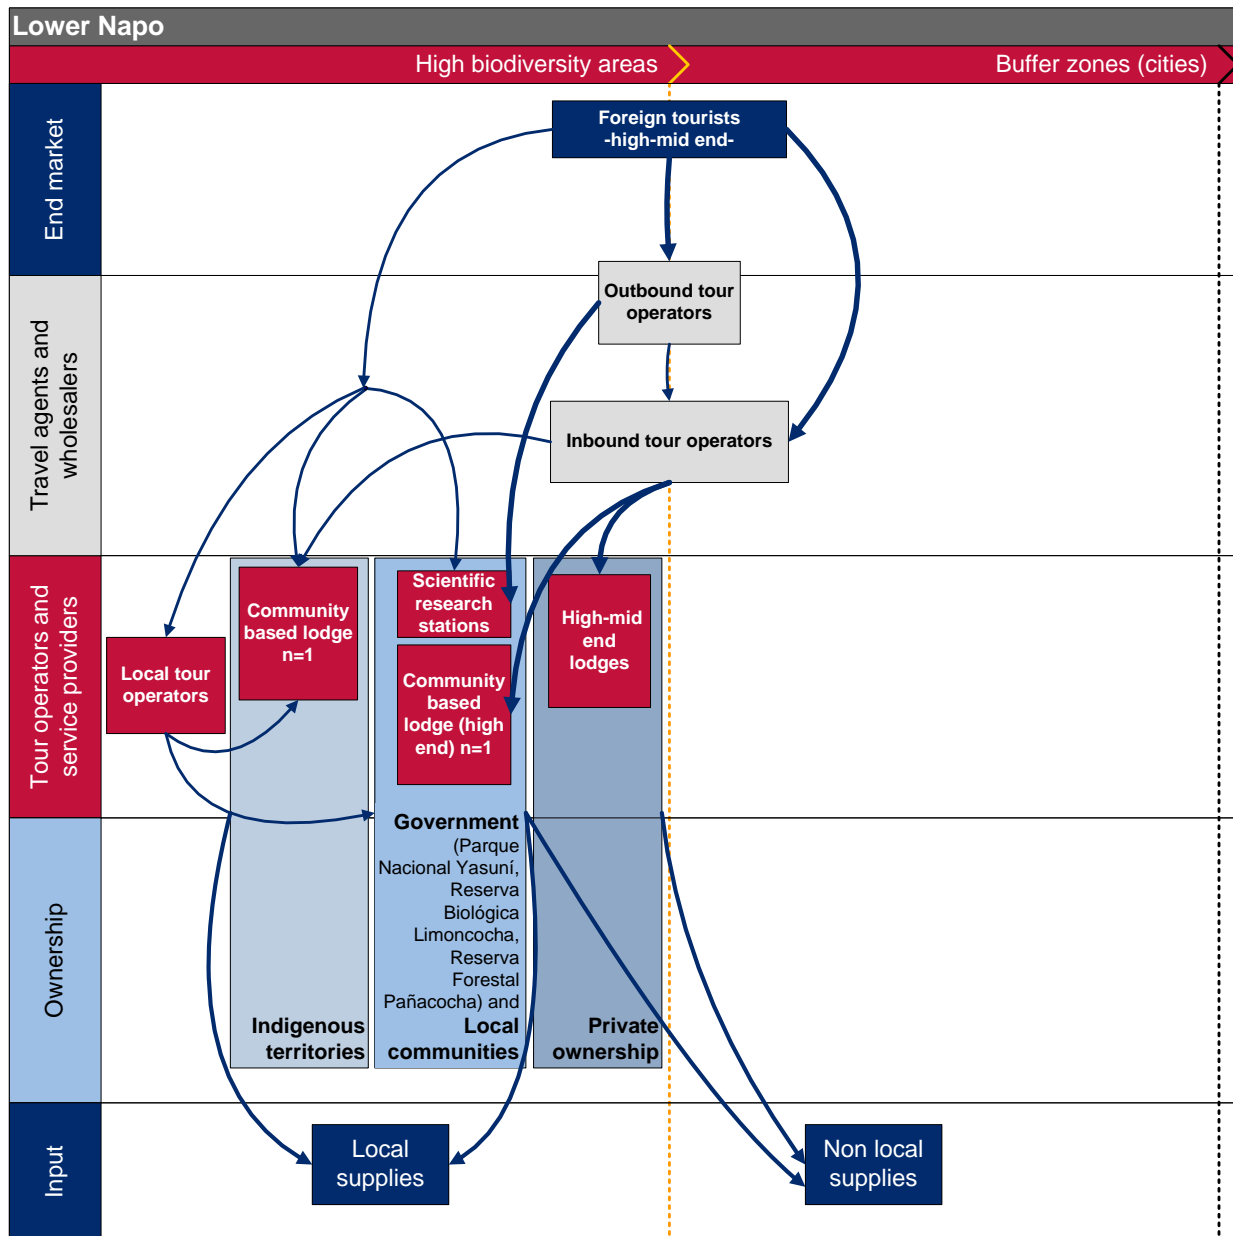 Lower Napo
High biodiversity areas
Buffer zones (cities)
End market
Foreign tourists
-high-mid end-
Travel agents and
wholesalers
Outbound tour
operators
Inbound tour operators
Tour operators and
service providers
Local tour
operators
Community
based lodge
n=1
Scientific
research
stations
Community
based
lodge (high
end) n=1
High-mid
end
lodges
Ownership
Indigenous
territories
Government
(Parque
Nacional Yasuní,
Reserva
Biológica
Limoncocha,
Reserva
Forestal
Pañacocha) and
Local
communities
Private
ownership
Input
Local
supplies
Non local
supplies